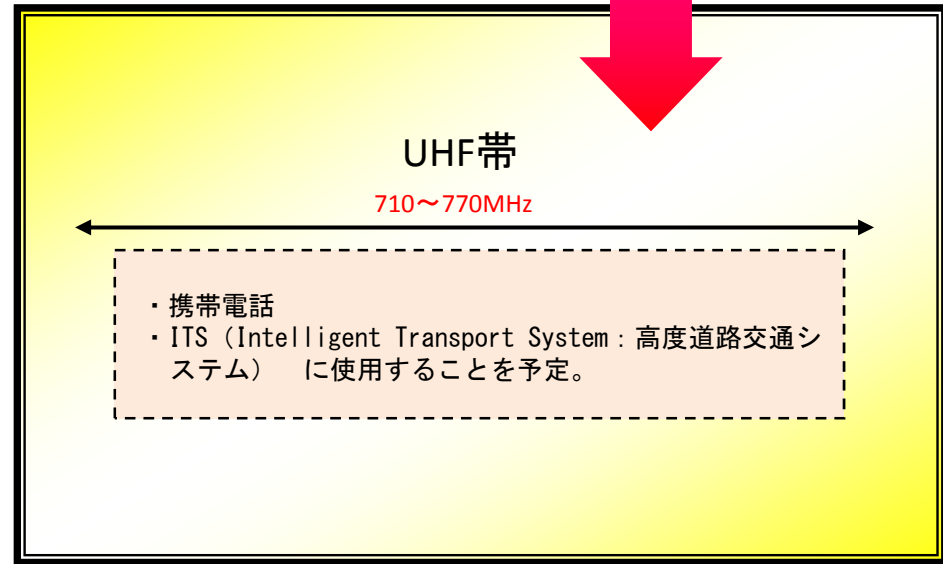 UHF帯
710～770MHz
・携帯電話
・ITS（Intelligent Transport System：高度道路交通シ
ステム）　に使用することを予定。